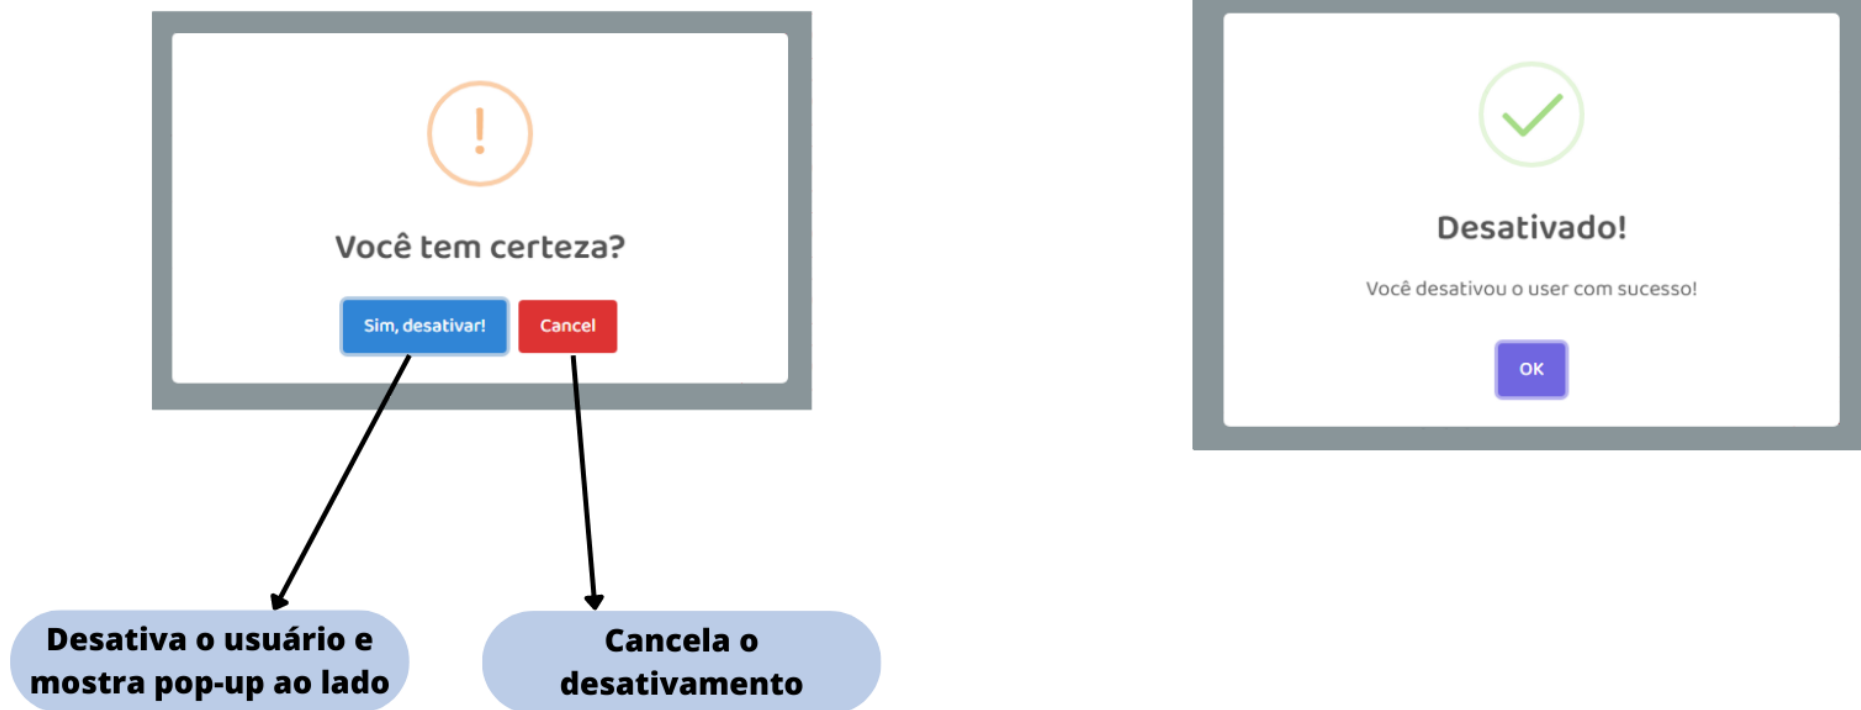 !
Você tem certeza?
Sim, desativar!
Cancel
Desativa o usuário e
mostra pop-up ao lado
Cancela o
desativamento
Desativado!
Você desativou o user com sucesso!
OK